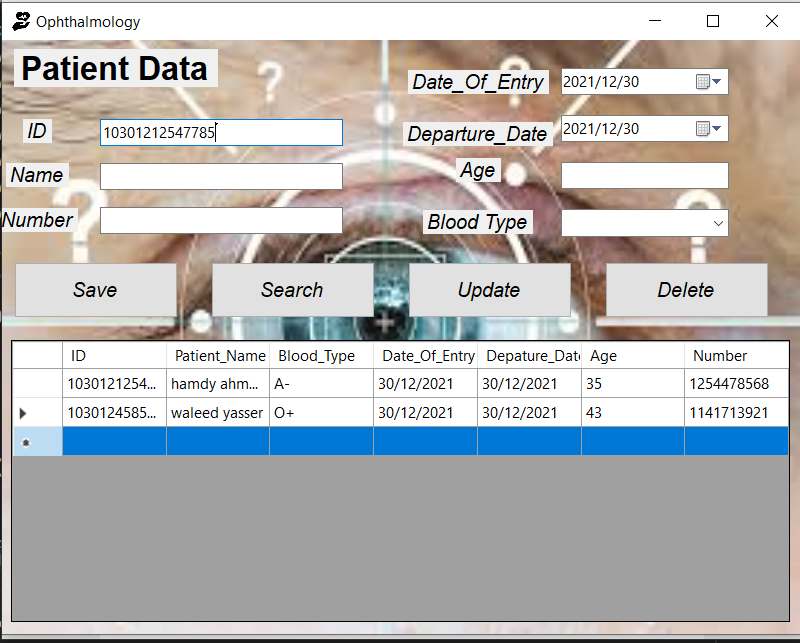 Ophthalmology
Patient Data
Date_Of_Entry 2021/12/30
ID 10301212547785
Departure_Date 2021/12/30
Name
Age
Number
Blood Type
Save Search Update Delete
ID Patient_Name Blood_Type Date_Of_Entry Depature_Date Age Number
1030121254... hamdy ahm... A- 30/12/2021 30/12/2021 35 1254478568
1030124585... waleed yasser O+ 30/12/2021 30/12/2021 43 1141713921